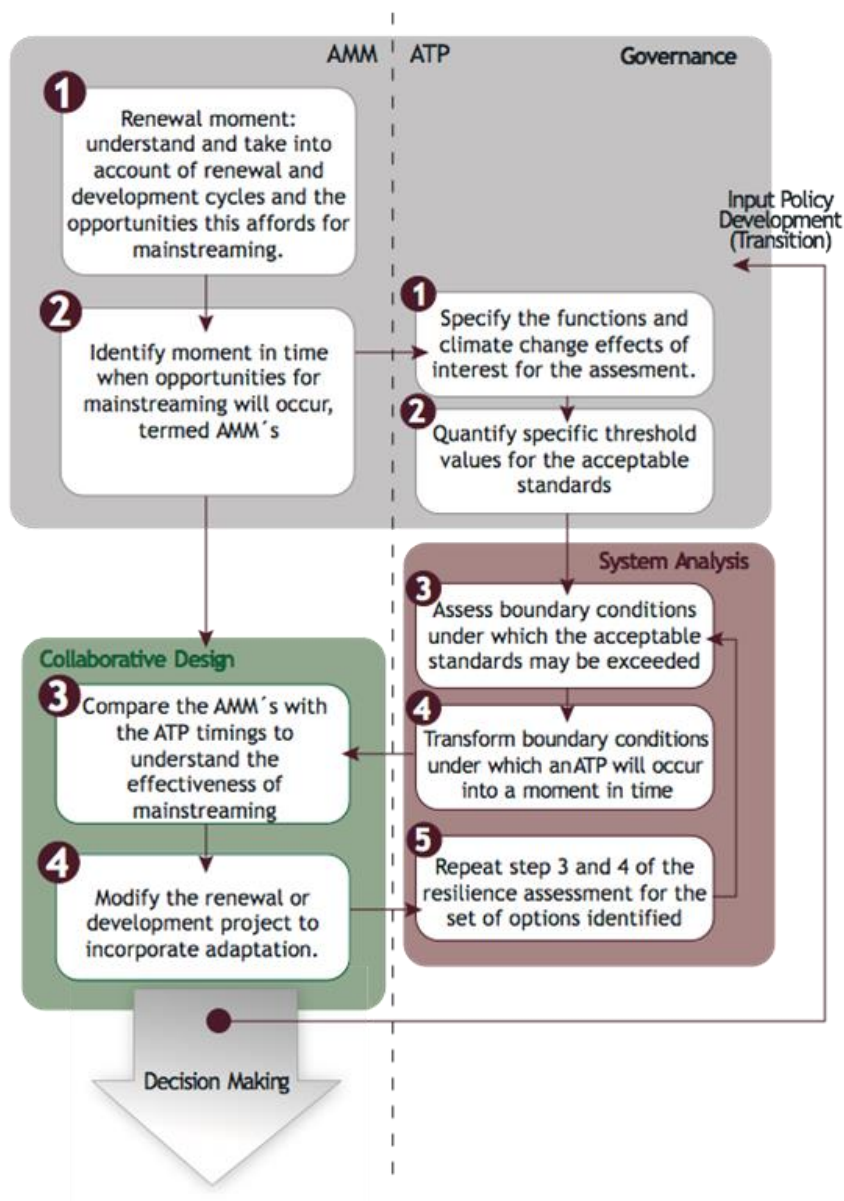 AMM
ATP
Governance
1
Renewal moment:
understand and take into
account of renewal and
development cycles and the
opportunities this affords for
mainstreaming.
2
Identify moment in time
when opportunities for
mainstreaming will occur,
termed AMM´s
1
Specify the functions and
climate change effects of
interest for the assesment.
2
Quantify specific threshold
values for the acceptable
standards
Input Policy
Development
(Transition)
System Analysis
3
Assess boundary conditions
under which the acceptable
standards may be exceeded
4
Transform boundary conditions
under which an ATP will occur
into a moment in time
5
Repeat step 3 and 4 of the
resilience assessment for the
set of options identified
Collaborative Design
3
Compare the AMM´s with
the ATP timings to
understand the
effectiveness of
mainstreaming
4
Modify the renewal or
development project to
incorporate adaptation.
Decision Making